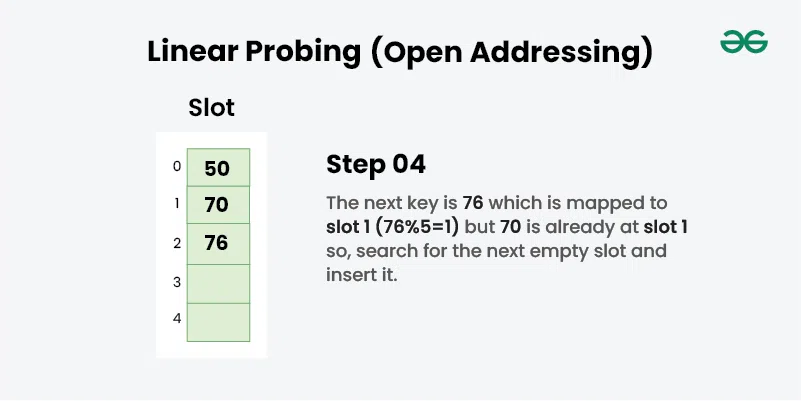 Linear Probing (Open Addressing)
Slot
0 50
1 70
2 76
3
4
Step 04
The next key is 76 which is mapped to
slot 1 (76%5=1) but 70 is already at slot 1
so, search for the next empty slot and
insert it.